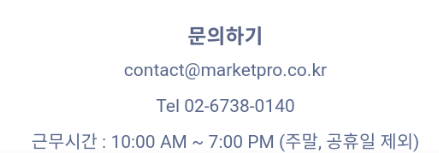 문의하기
contact@marketpro.co.kr
Tel 02-6738-0140
근무시간 : 10:00 AM ~ 7:00 PM (주말, 공휴일 제외)